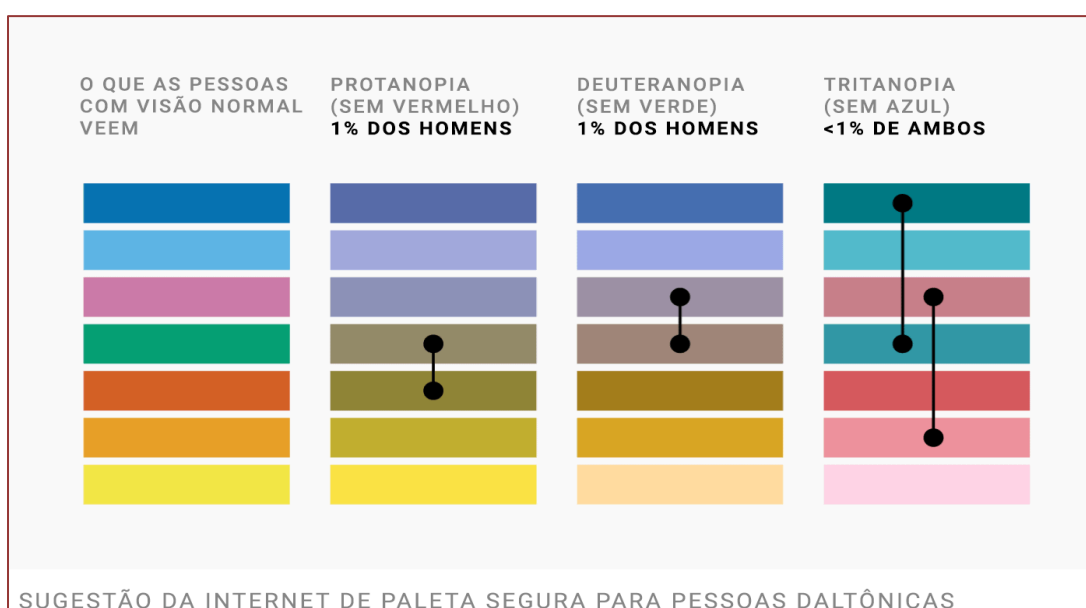 O QUE AS PESSOAS
COM VISÃO NORMAL
VEEM
PROTANOPIA
(SEM VERMELHO)
1% DOS HOMENS
DEUTERANOPIA
(SEM VERDE)
1% DOS HOMENS
TRITANOPIA
(SEM AZUL)
<1% DE AMBOS
SUGESTÃO DA INTERNET DE PALETA SEGURA PARA PESSOAS DALTÔNICAS